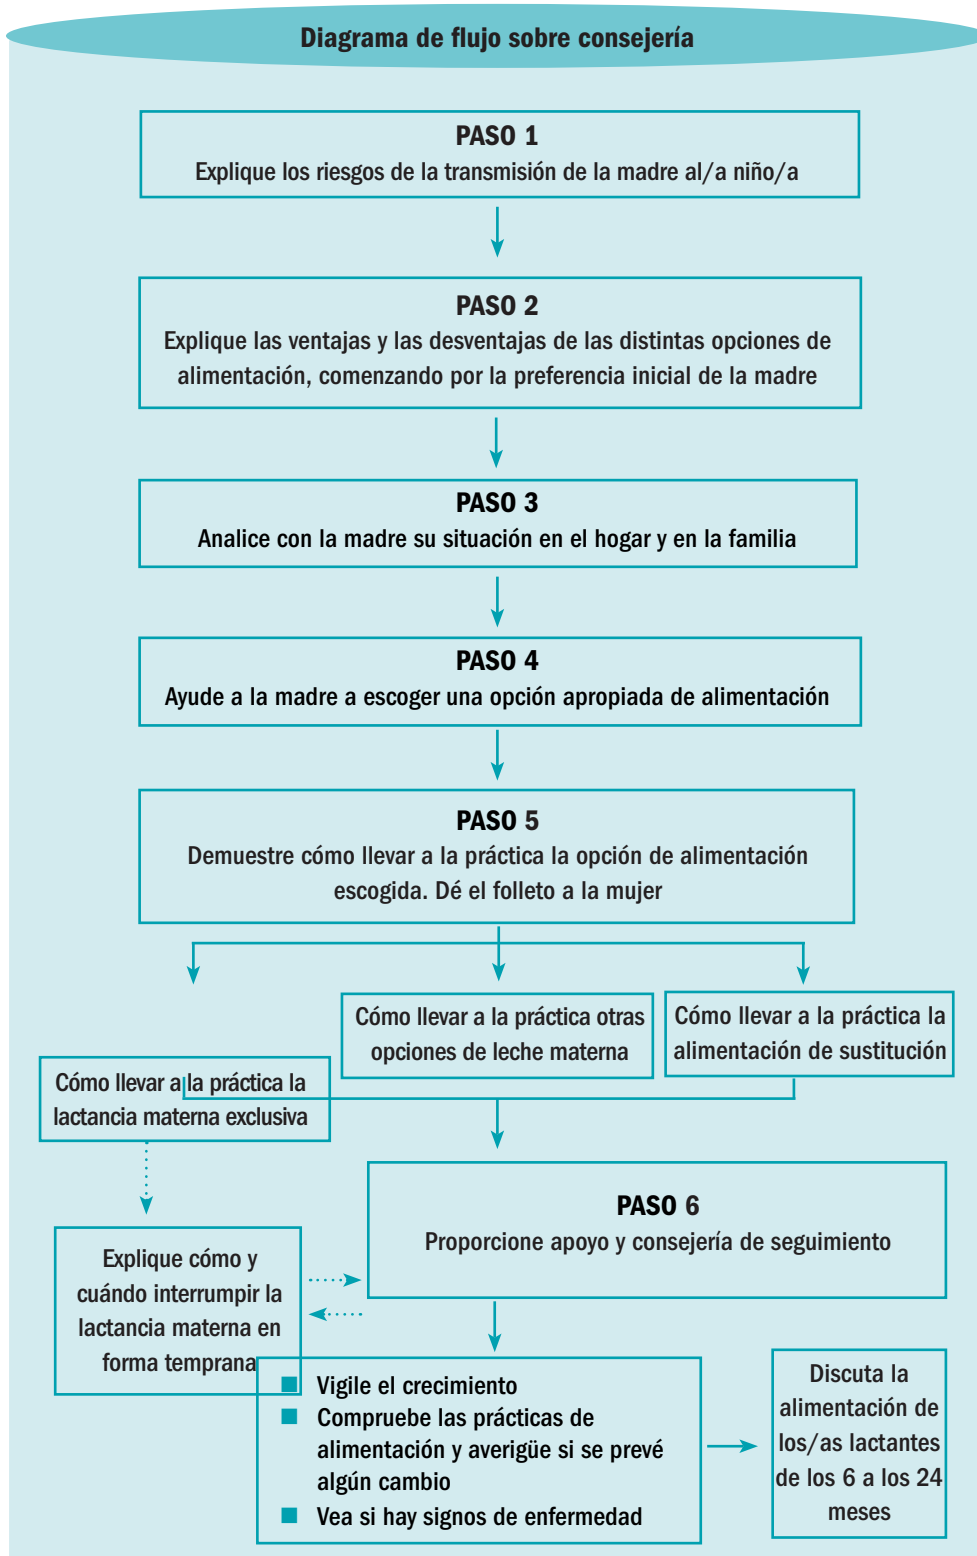 Diagrama de flujo sobre consejería
PASO 1
Explique los riesgos de la transmisión de la madre al/a niño/a
PASO 2
Explique las ventajas y las desventajas de las distintas opciones de
alimentación, comenzando por la preferencia inicial de la madre
PASO 3
Analice con la madre su situación en el hogar y en la familia
PASO 4
Ayude a la madre a escoger una opción apropiada de alimentación
PASO 5
Demuestre cómo llevar a la práctica la opción de alimentación
escogida. Dé el folleto a la mujer
Cómo llevar a la práctica la
lactancia materna exclusiva
Cómo llevar a la práctica otras
opciones de leche materna
Cómo llevar a la práctica la
alimentación de sustitución
Explique cómo y
cuándo interrumpir la
lactancia materna en
forma temprana
PASO 6
Proporcione apoyo y consejería de seguimiento
■ Vigile el crecimiento
■ Compruebe las prácticas de
alimentación y averigüe si se prevé
algún cambio
■ Vea si hay signos de enfermedad
Discuta la
alimentación de
los/as lactantes
de los 6 a los 24
meses